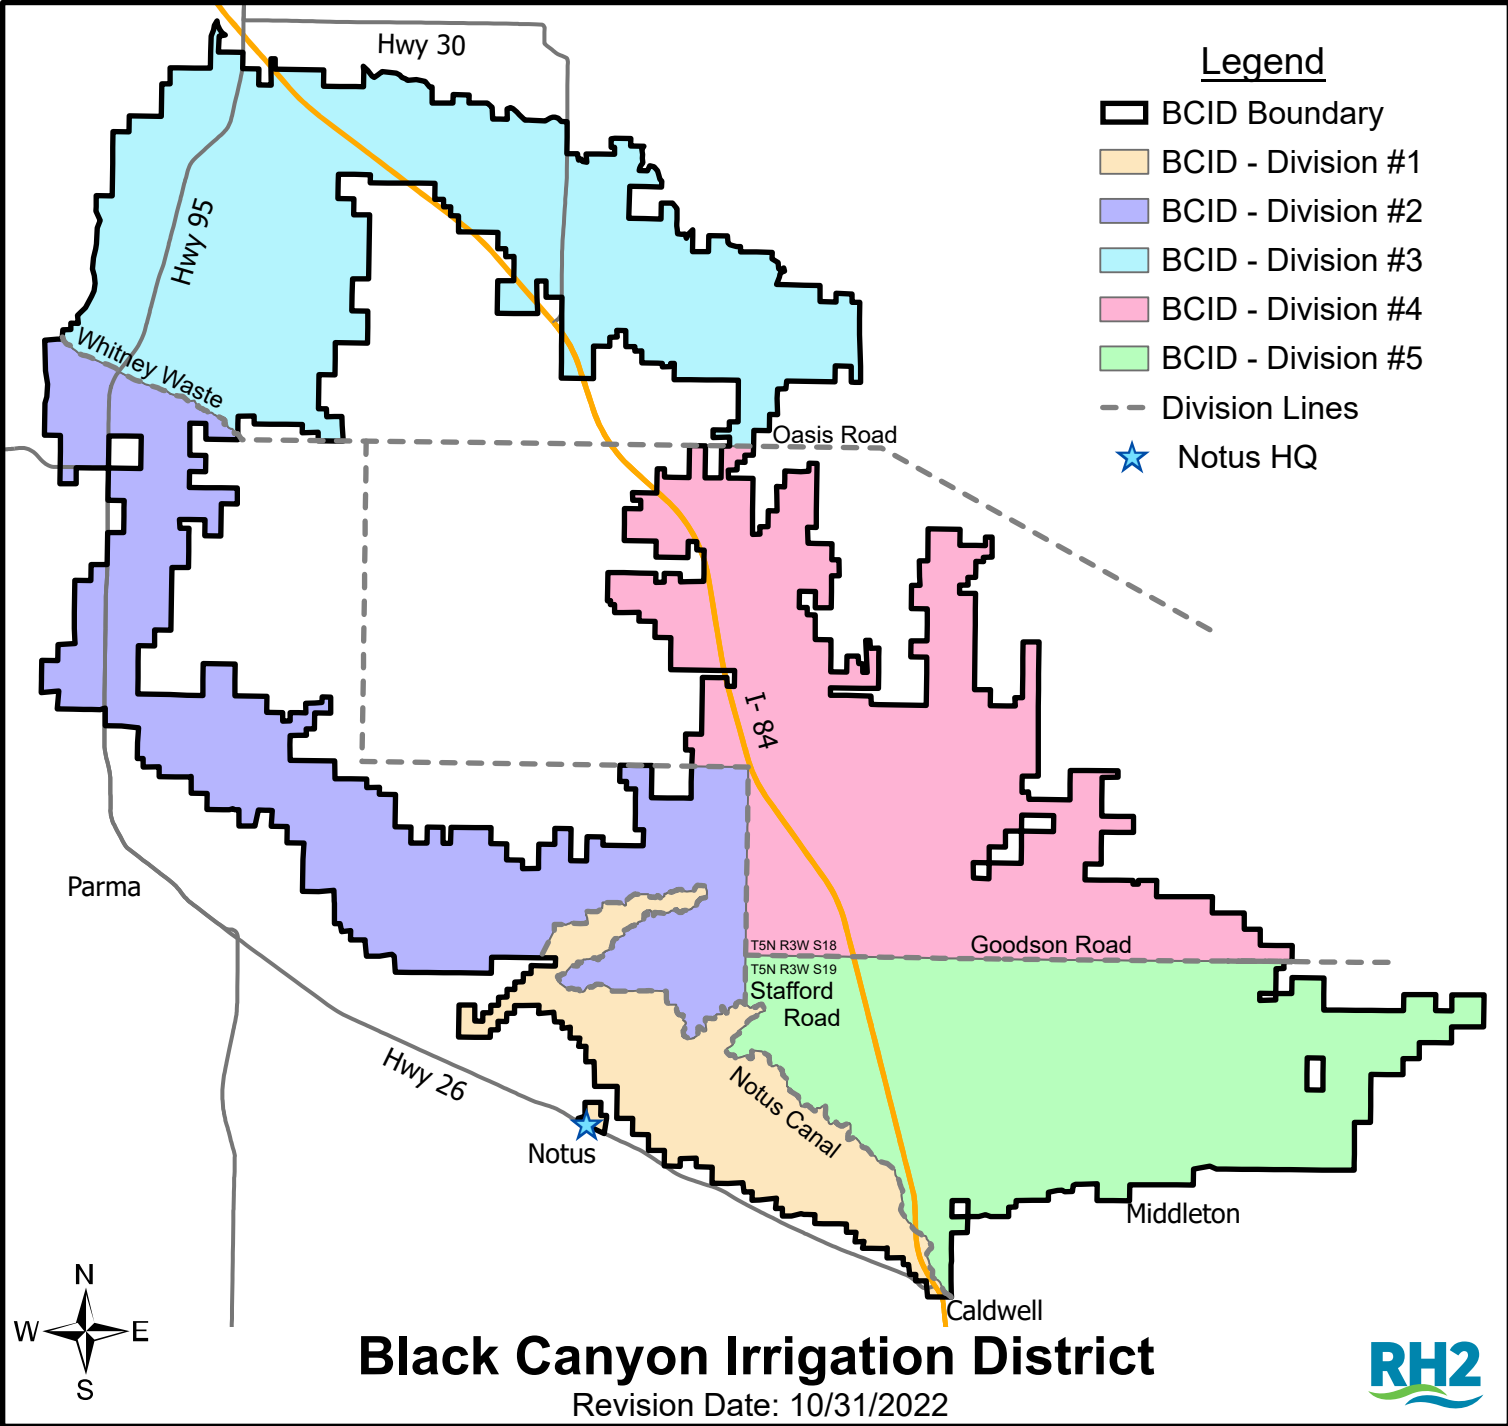 Hwy 30
Legend
BCID Boundary
BCID - Division #1
BCID - Division #2
BCID - Division #3
BCID - Division #4
BCID - Division #5
Division Lines
Notus HQ
Hwy 95
Whitney Waste
Oasis Road
I-84
Parma
T5N R3W S18
Goodson Road
T5N R3W S19
Stafford
Road
Hwy 26
Notus Canal
Notus
Middleton
Caldwell
N
W E
S
Black Canyon Irrigation District
Revision Date: 10/31/2022
RH2